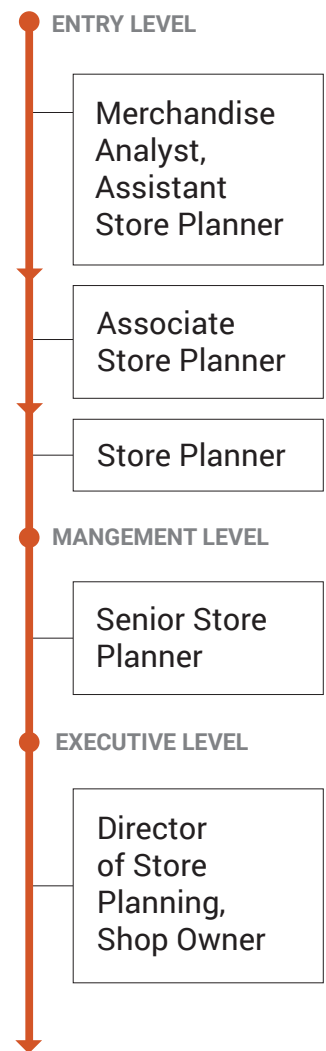 ENTRY LEVEL
Merchandise
Analyst,
Assistant
Store Planner
Associate
Store Planner
Store Planner
MANGEMENT LEVEL
Senior Store
Planner
EXECUTIVE LEVEL
Director
of Store
Planning,
Shop Owner